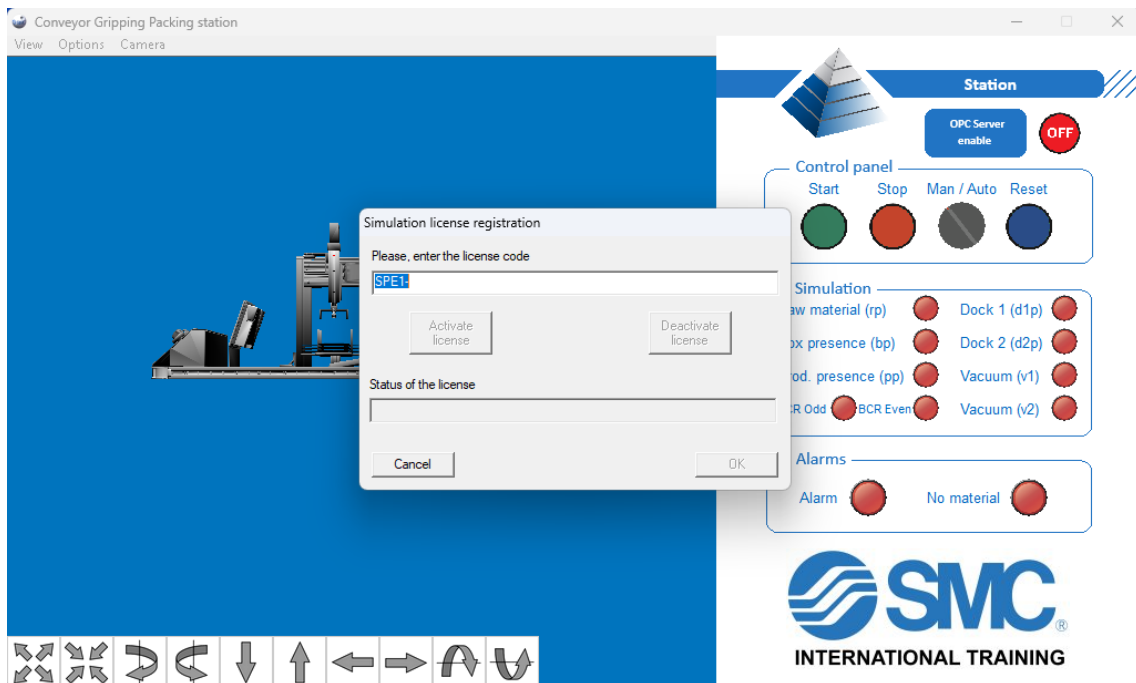 Conveyor Gripping Packing station
View Options Camera
Station
OPC Server
enable
OFF
Control panel
Start Stop Man / Auto Reset
Simulation license registration
Please, enter the license code
SPE1-
Activate
license
Deactivate
license
Status of the license
Cancel
OK
Simulation
aw material (rp) Dock 1 (d1p)
ox presence (bp) Dock 2 (d2p)
rod. presence (pp) Vacuum (v1)
CR Odd BCR Even Vacuum (v2)
Alarms
Alarm No material
SMC
®
INTERNATIONAL TRAINING